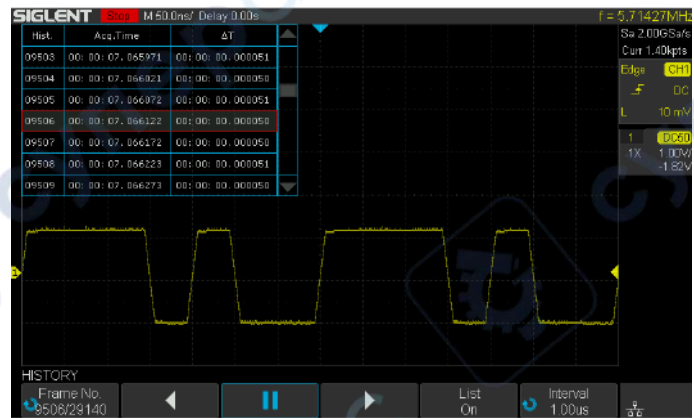 SIGLENT Stop M 50.0ns/ Delay 0.00s f = 5.71427MHz
Sa 2.00GSa/s
Curr 1.40kpts
Edge CH1
DC
L 10 mV
1 DC50
1X 1.00V/
-1.82V
Hist. Acq.Time ΔT
09503 00: 00: 07. 065971 00: 00: 00. 000051
09504 00: 00: 07. 066021 00: 00: 00. 000050
09505 00: 00: 07. 066072 00: 00: 00. 000051
09506 00: 00: 07. 066122 00: 00: 00. 000050
09507 00: 00: 07. 066172 00: 00: 00. 000050
09508 00: 00: 07. 066223 00: 00: 00. 000051
09509 00: 00: 07. 066273 00: 00: 00. 000050
1
HISTORY
Frame No.
9506/29140
List
On
Interval
1.00us